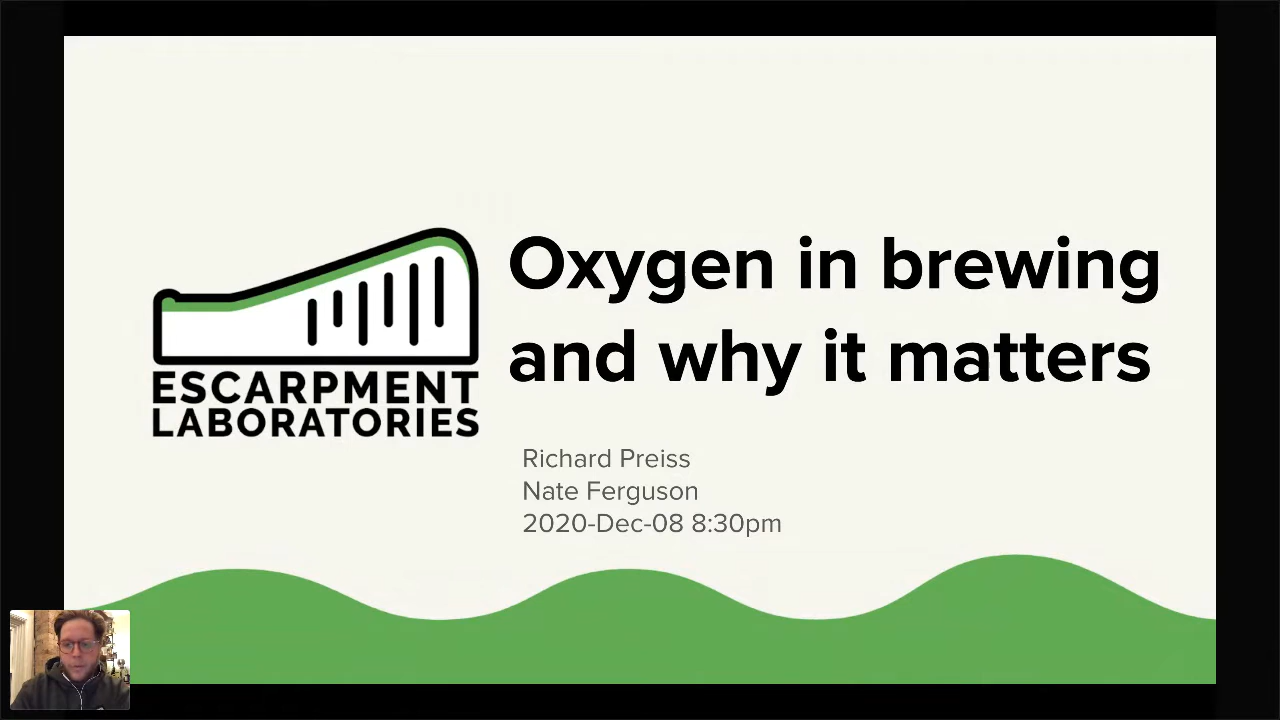 ESCARPMENT
LABORATORIES
Oxygen in brewing
and why it matters
Richard Preiss
Nate Ferguson
2020-Dec-08 8:30pm